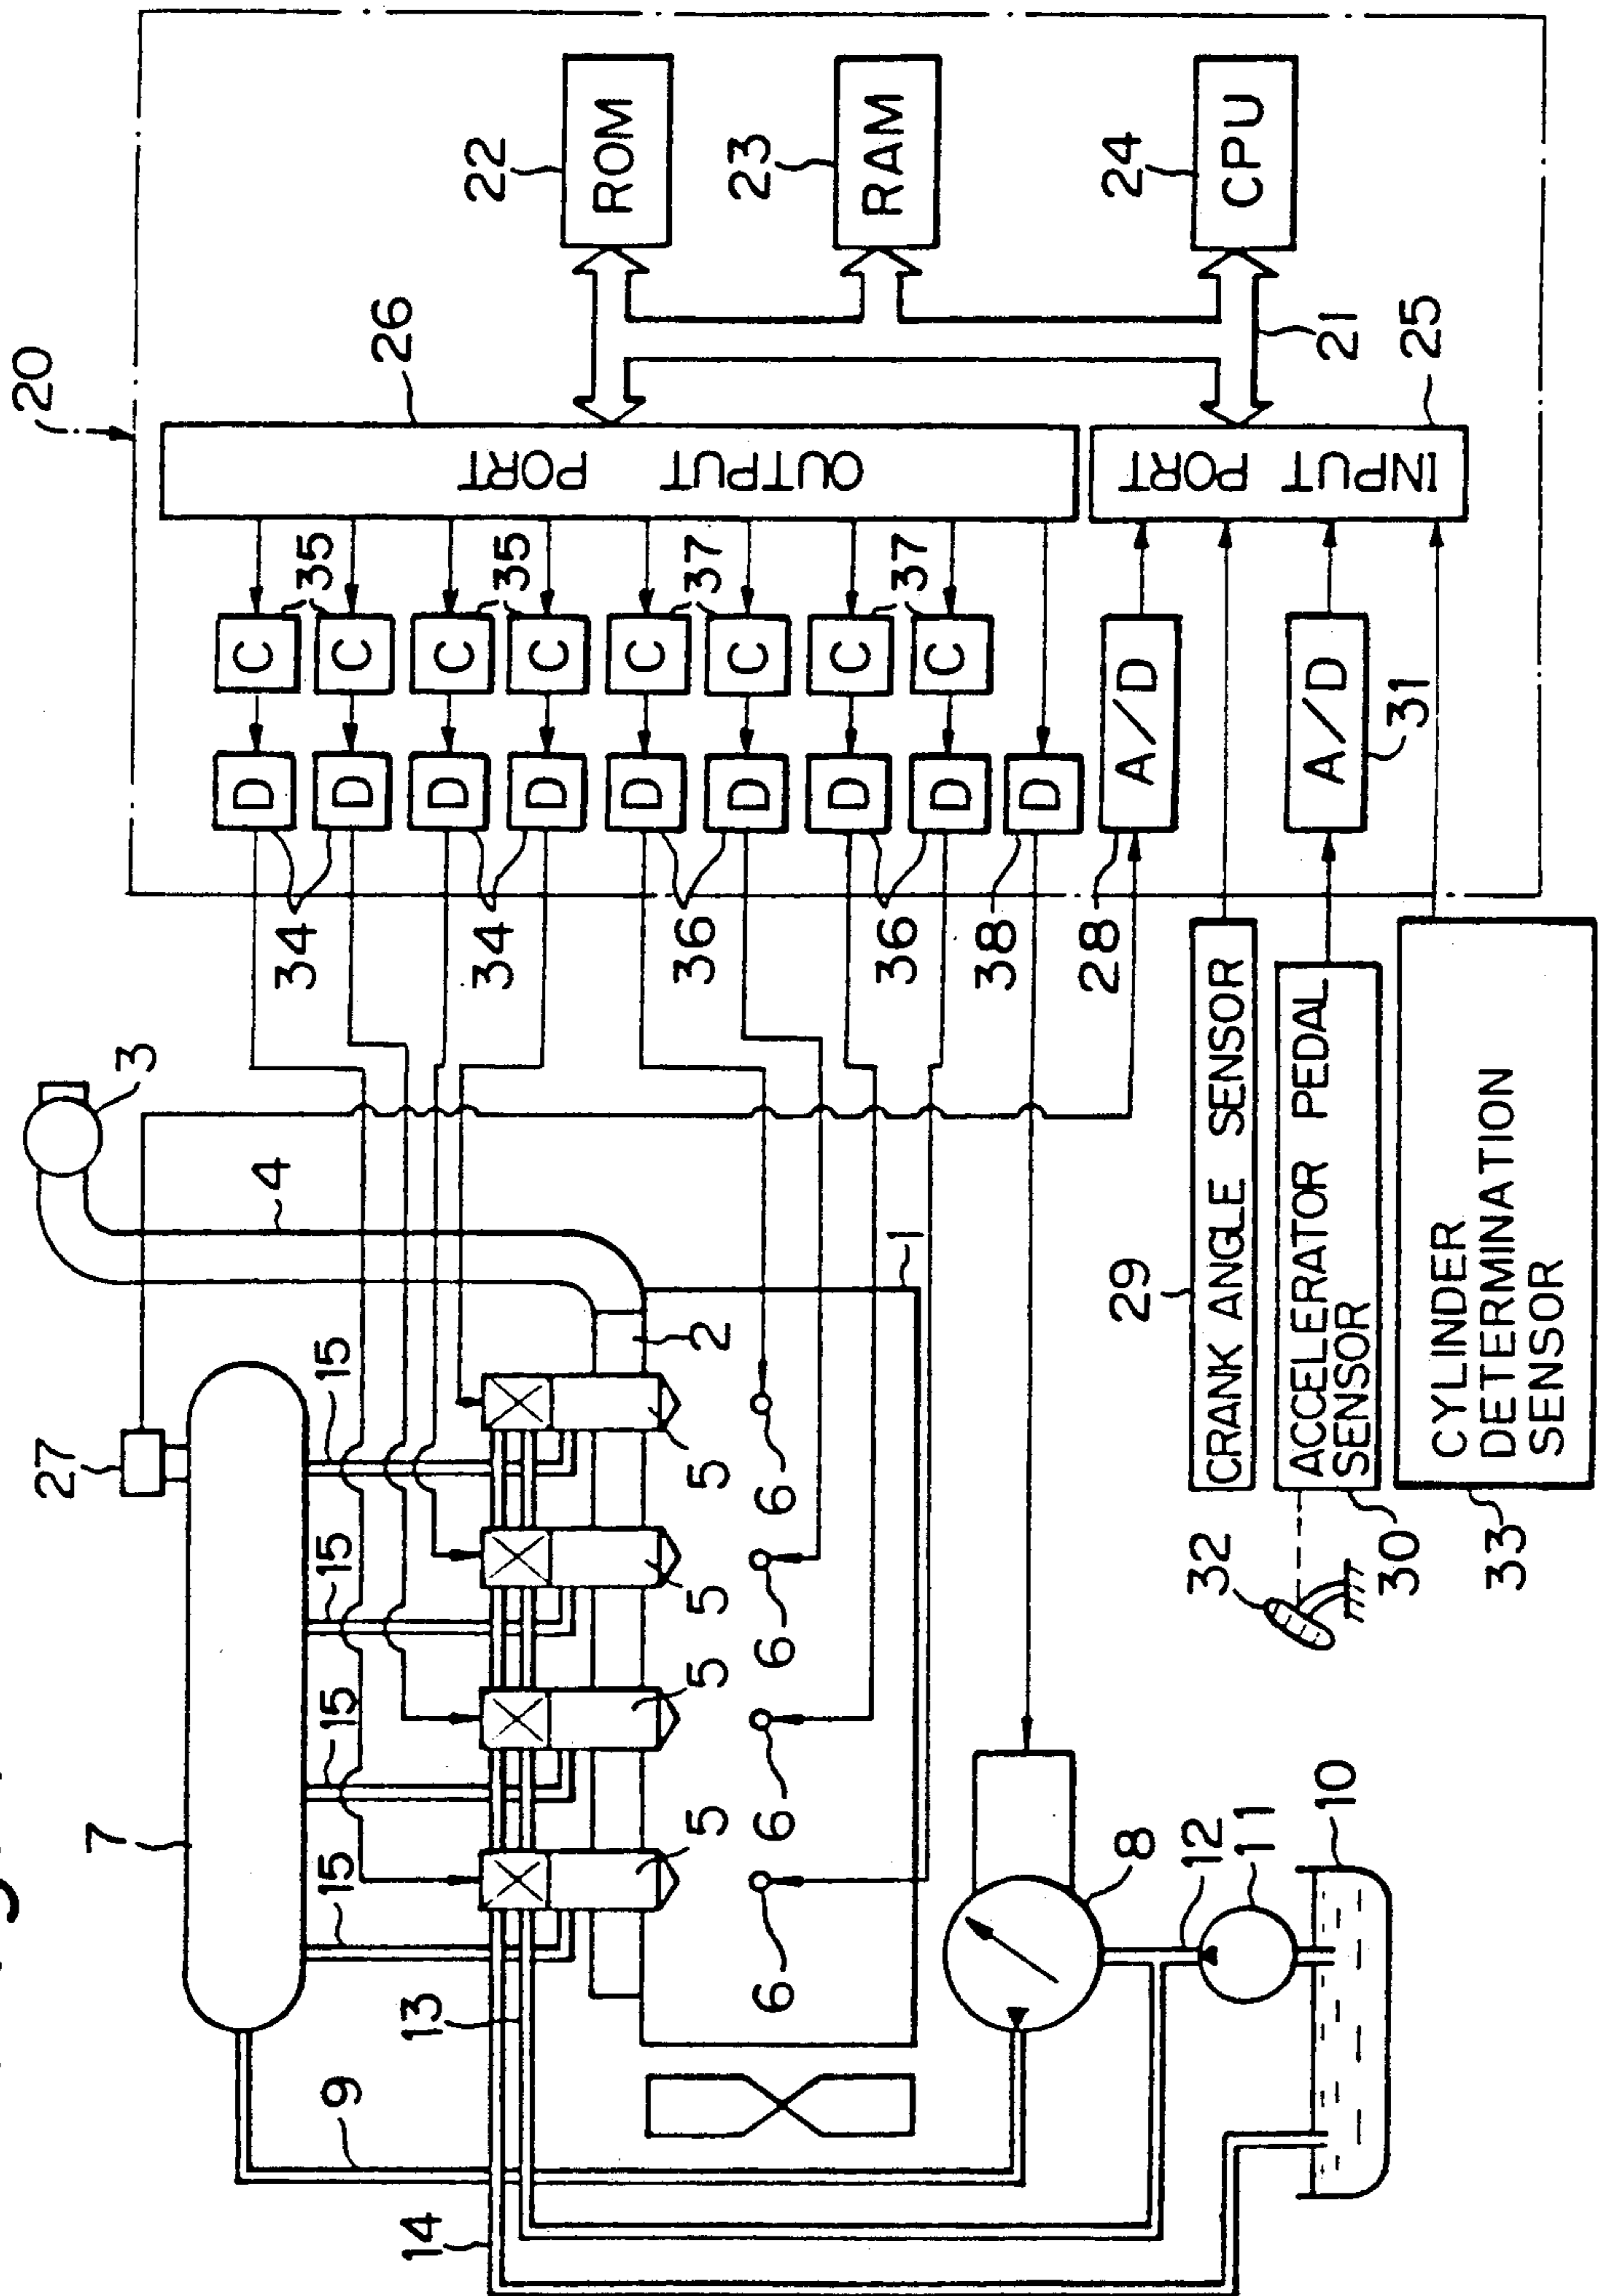 20
22
ROM
23
RAM
24
CPU
26
OUTPUT PORT
21
25
INPUT PORT
35
35
37
37
C
C
C
C
C
C
C
C
D
D
D
D
D
D
D
D
D
A/D
A/D
31
34
34
36
36
38
28
3
4
27
7
15
15
15
15
2
1
5
5
5
5
6
6
6
6
13
9
14
8
12
11
10
29
CRANK ANGLE SENSOR
ACCELERATOR PEDAL
SENSOR
30
32
CYLINDER
DETERMINATION
SENSOR
33